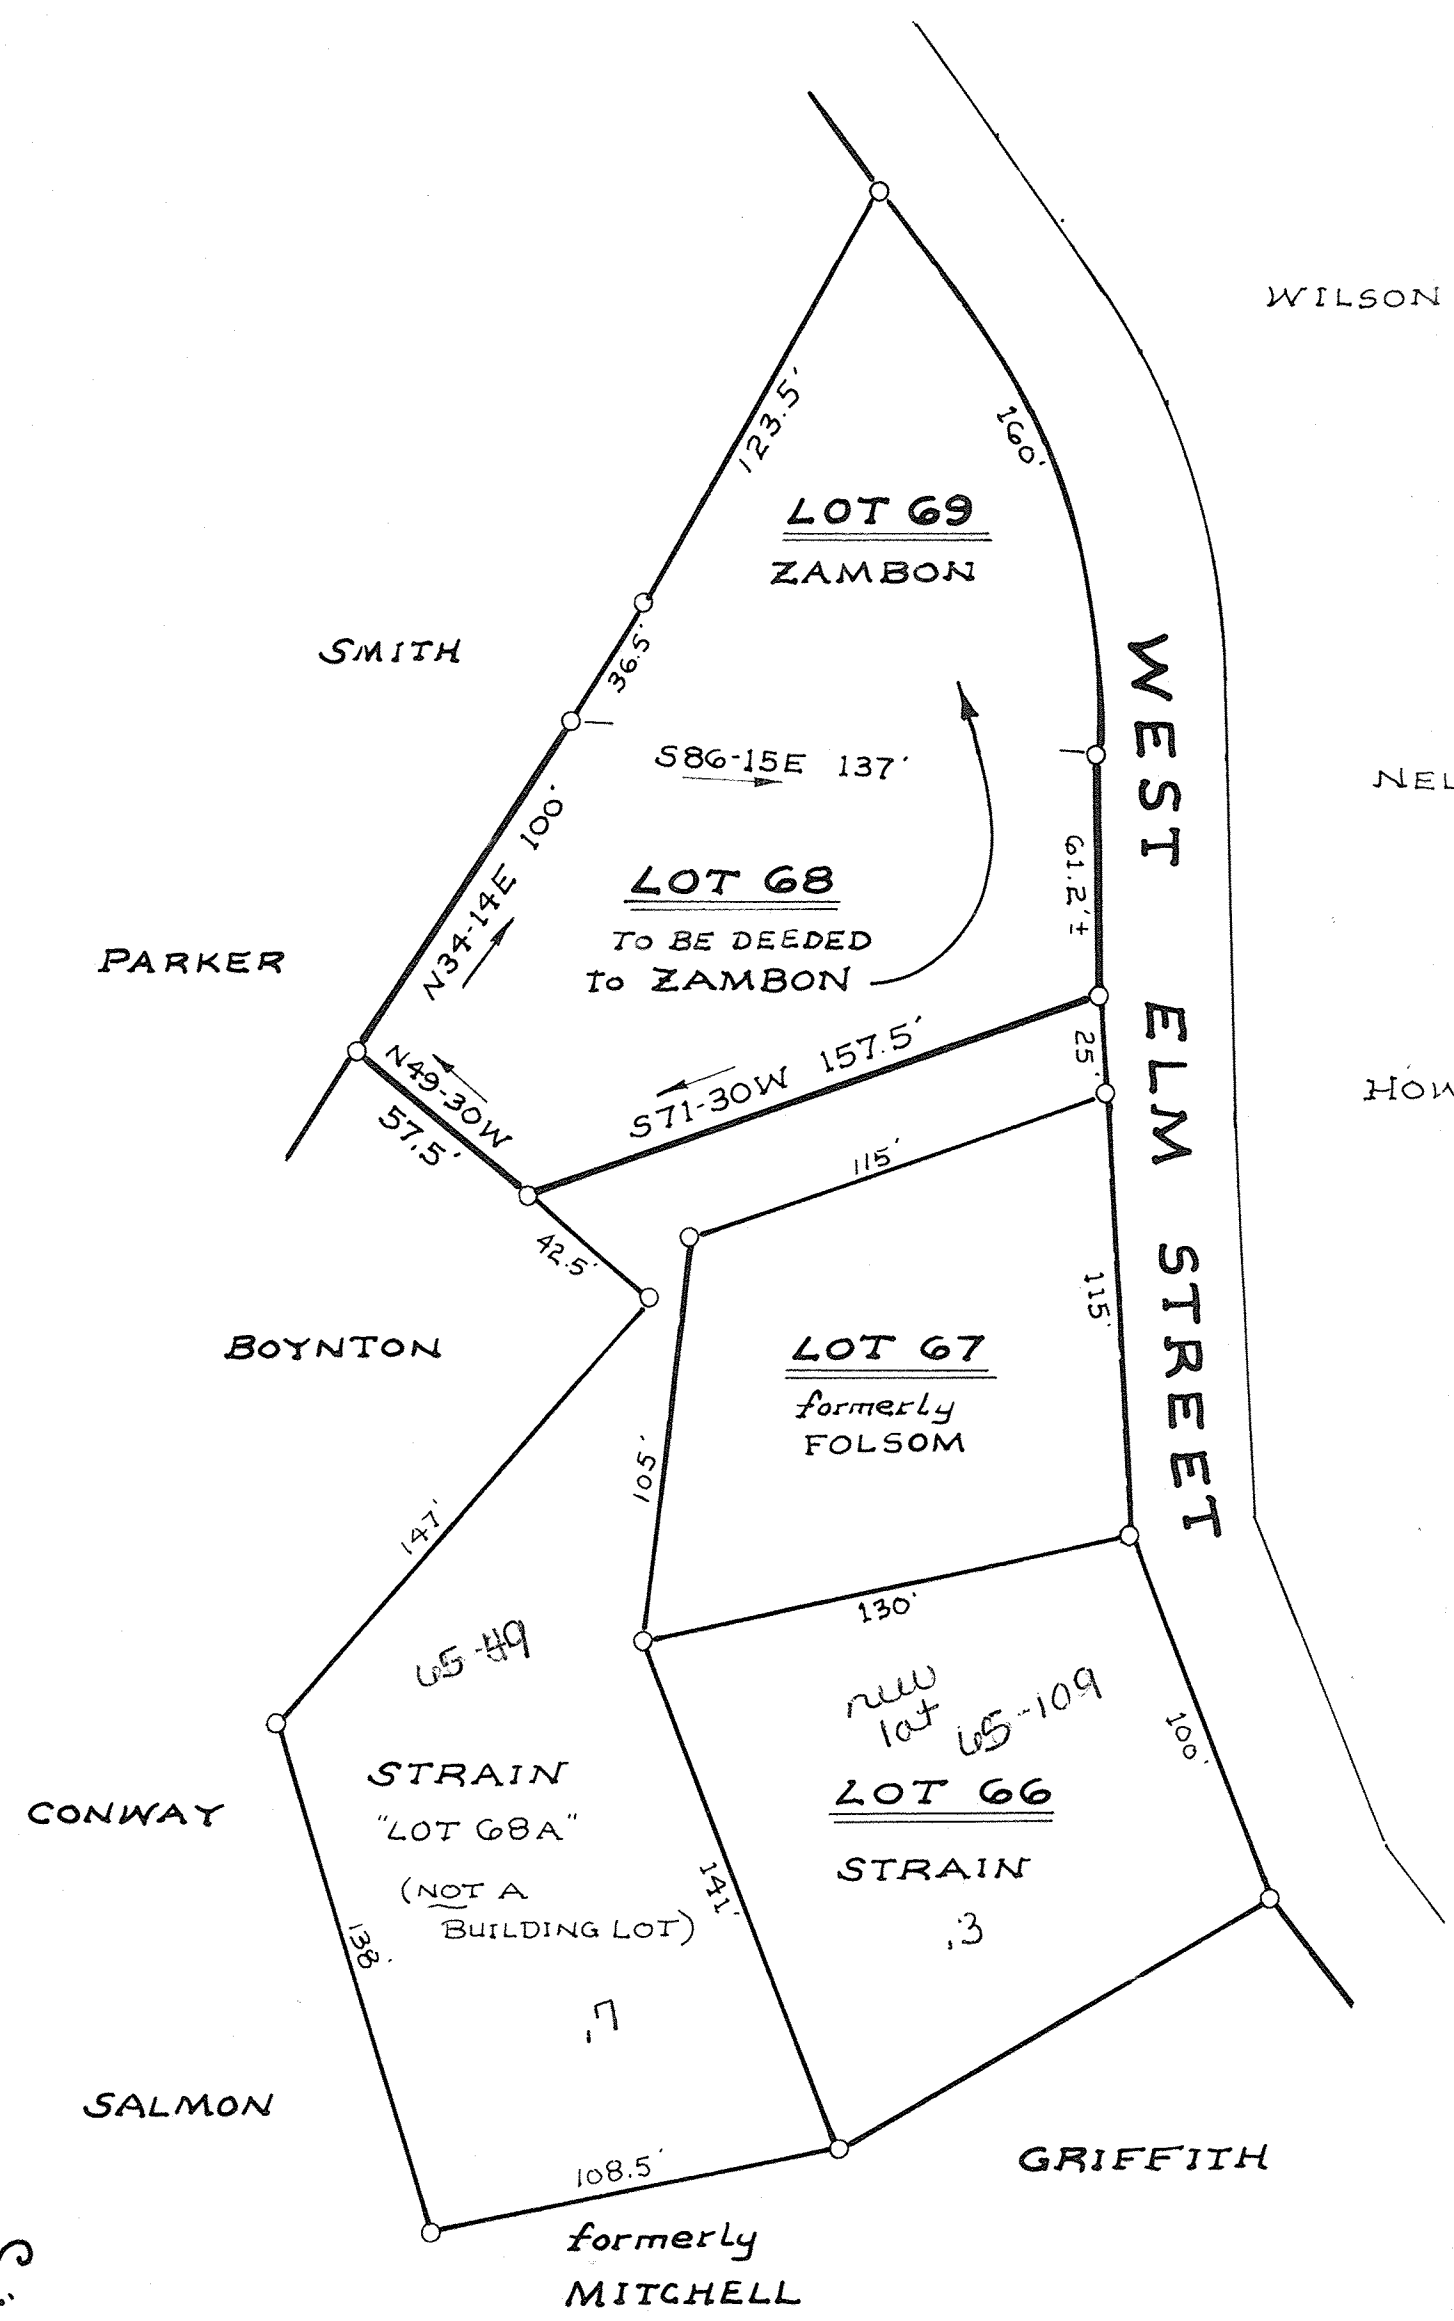 WILSON
123.5'
160'
LOT 69
ZAMBON
SMITH
36.5'
WEST ELM STREET
S86-15E 137'
NEL
N34-14E 100'
61.2'±
LOT 68
TO BE DEEDED
TO ZAMBON
PARKER
N49-30W
57.5'
S71-30W 157.5'
25'
HOW
115'
42.5'
115'
BOYNTON
LOT 67
formerly
FOLSOM
105'
147'
130'
65-49
new
lot 65-109
100'
STRAIN
"LOT 68A"
(NOT A
BUILDING LOT)
LOT 66
STRAIN
CONWAY
141'
138'
.3
.7
SALMON
GRIFFITH
108.5'
formerly
MITCHELL